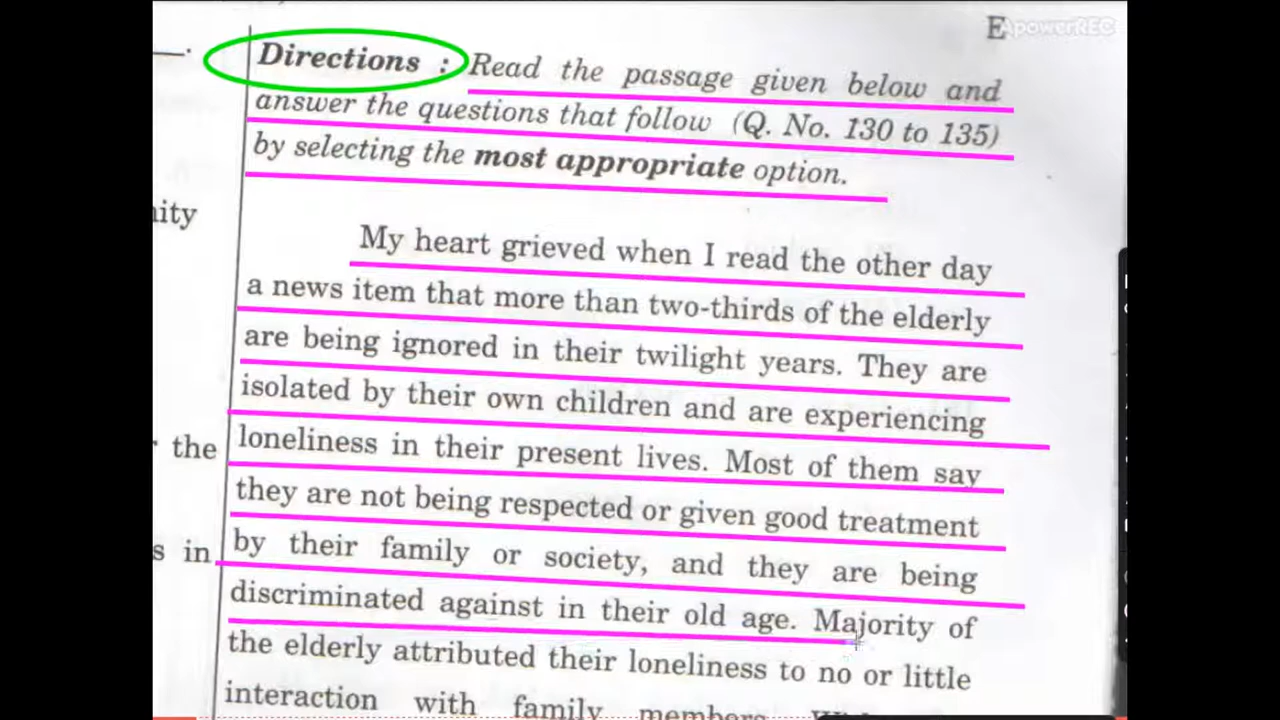 E
ApowerREC
Directions : Read the passage given below and
answer the questions that follow (Q. No. 130 to 135)
by selecting the most appropriate option.
My heart grieved when I read the other day
a news item that more than two-thirds of the elderly
are being ignored in their twilight years. They are
isolated by their own children and are experiencing
loneliness in their present lives. Most of them say
they are not being respected or given good treatment
by their family or society, and they are being
discriminated against in their old age. Majority of
the elderly attributed their loneliness to no or little
interaction with family members.
the
in